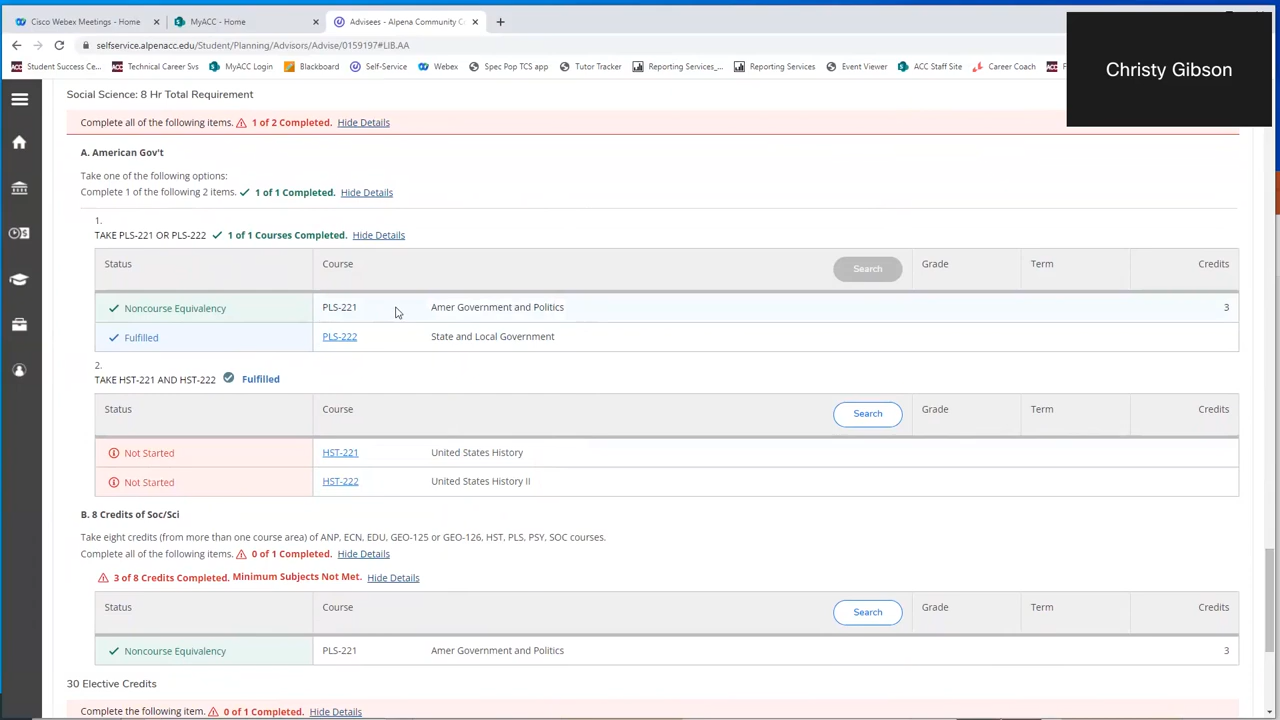 Cisco Webex Meetings - Home
MyACC - Home
Advisees - Alpena Community C
selfservice.alpenacc.edu/Student/Planning/Advisors/Advise/0159197#LIB.AA
Student Success Ce... Technical Career Svs MyACC Login Blackboard Self-Service Webex Spec Pop TCS app Tutor Tracker Reporting Services_... Reporting Services Event Viewer ACC Staff Site Career Coach
Christy Gibson
Social Science: 8 Hr Total Requirement
Complete all of the following items. 1 of 2 Completed. Hide Details
A. American Gov't
Take one of the following options:
Complete 1 of the following 2 items. 1 of 1 Completed. Hide Details
1.
TAKE PLS-221 OR PLS-222 1 of 1 Courses Completed. Hide Details
Status Course Search Grade Term Credits
Noncourse Equivalency PLS-221 Amer Government and Politics 3
Fulfilled PLS-222 State and Local Government
2.
TAKE HST-221 AND HST-222 Fulfilled
Status Course Search Grade Term Credits
Not Started HST-221 United States History
Not Started HST-222 United States History II
B. 8 Credits of Soc/Sci
Take eight credits (from more than one course area) of ANP, ECN, EDU, GEO-125 or GEO-126, HST, PLS, PSY, SOC courses.
Complete all of the following items. 0 of 1 Completed. Hide Details
3 of 8 Credits Completed. Minimum Subjects Not Met. Hide Details
Status Course Search Grade Term Credits
Noncourse Equivalency PLS-221 Amer Government and Politics 3
30 Elective Credits
Complete the following item. 0 of 1 Completed. Hide Details